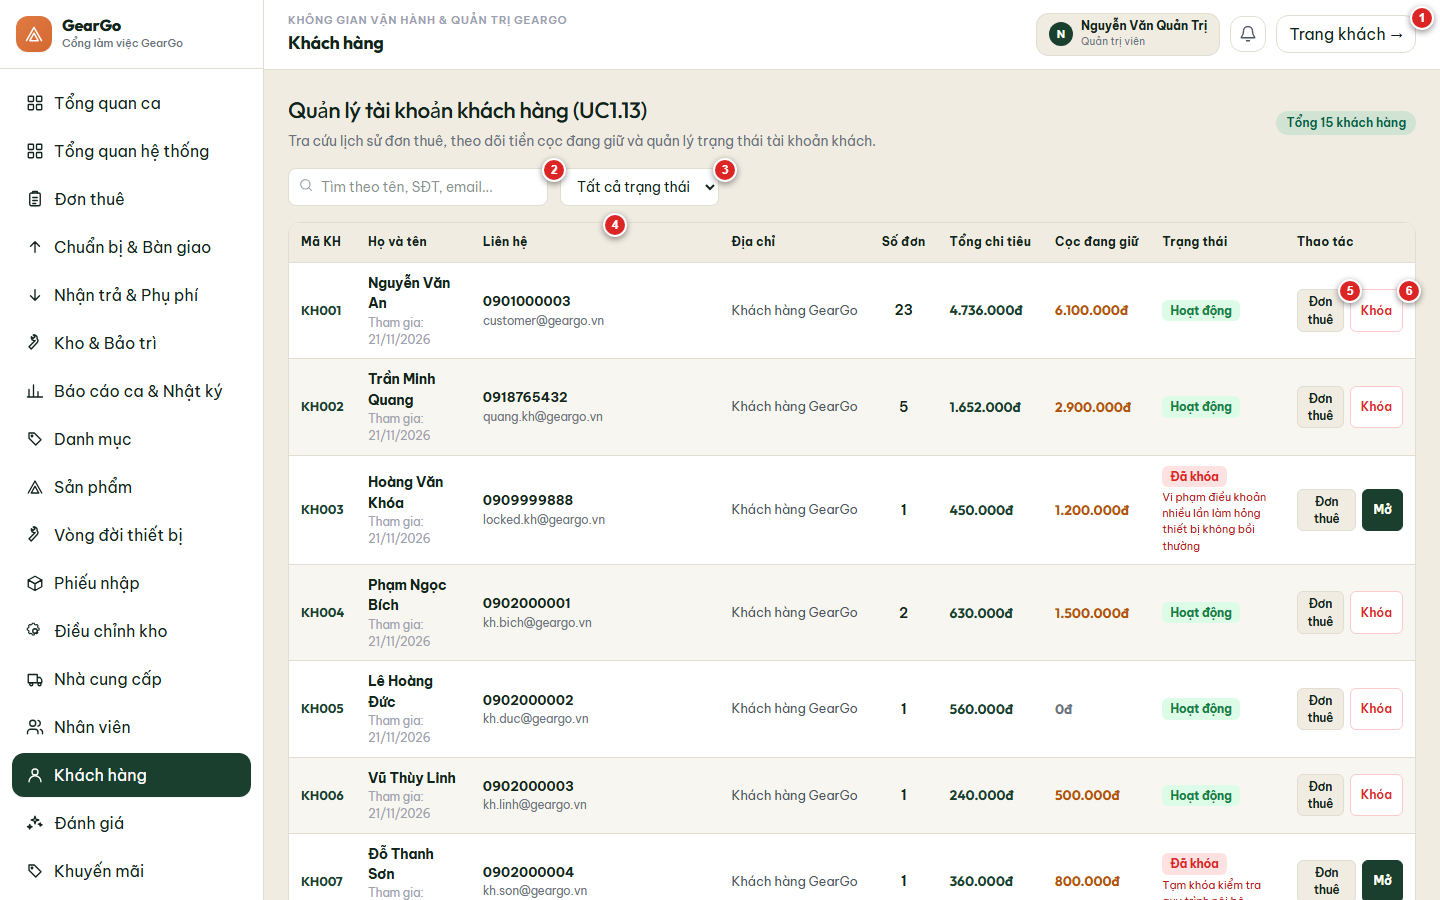 GearGo
Cổng làm việc GearGo
Tổng quan ca
Tổng quan hệ thống
Đơn thuê
Chuẩn bị & Bàn giao
Nhận trả & Phụ phí
Kho & Bảo trì
Báo cáo ca & Nhật ký
Danh mục
Sản phẩm
Vòng đời thiết bị
Phiếu nhập
Điều chỉnh kho
Nhà cung cấp
Nhân viên
Khách hàng
Đánh giá
Khuyến mãi
KHÔNG GIAN VẬN HÀNH & QUẢN TRỊ GEARGO
Khách hàng
N
Nguyễn Văn Quản Trị
Quản trị viên
Trang khách →
1
Quản lý tài khoản khách hàng (UC1.13)
Tra cứu lịch sử đơn thuê, theo dõi tiền cọc đang giữ và quản lý trạng thái tài khoản khách.
Tổng 15 khách hàng
Tìm theo tên, SĐT, email...
2
Tất cả trạng thái
3
4
Mã KH Họ và tên Liên hệ Địa chỉ Số đơn Tổng chi tiêu Cọc đang giữ Trạng thái Thao tác
KH001
Nguyễn Văn
An
Tham gia:
21/11/2026
0901000003
customer@geargo.vn
Khách hàng GearGo
23
4.736.000đ
6.100.000đ
Hoạt động
Đơn
thuê
5
Khóa
6
KH002
Trần Minh
Quang
Tham gia:
21/11/2026
0918765432
quang.kh@geargo.vn
Khách hàng GearGo
5
1.652.000đ
2.900.000đ
Hoạt động
Đơn
thuê
Khóa
KH003
Hoàng Văn
Khóa
Tham gia:
21/11/2026
0909999888
locked.kh@geargo.vn
Khách hàng GearGo
1
450.000đ
1.200.000đ
Đã khóa
Vi phạm điều khoản
nhiều lần làm hỏng
thiết bị không bồi
thường
Đơn
thuê
Mở
KH004
Phạm Ngọc
Bích
Tham gia:
21/11/2026
0902000001
kh.bich@geargo.vn
Khách hàng GearGo
2
630.000đ
1.500.000đ
Hoạt động
Đơn
thuê
Khóa
KH005
Lê Hoàng
Đức
Tham gia:
21/11/2026
0902000002
kh.duc@geargo.vn
Khách hàng GearGo
1
560.000đ
0đ
Hoạt động
Đơn
thuê
Khóa
KH006
Vũ Thùy Linh
Tham gia:
21/11/2026
0902000003
kh.linh@geargo.vn
Khách hàng GearGo
1
240.000đ
500.000đ
Hoạt động
Đơn
thuê
Khóa
KH007
Đỗ Thanh
Sơn
Tham gia:
0902000004
kh.son@geargo.vn
Khách hàng GearGo
1
360.000đ
800.000đ
Đã khóa
Tạm khóa kiểm tra
Đơn
thuê
Mở